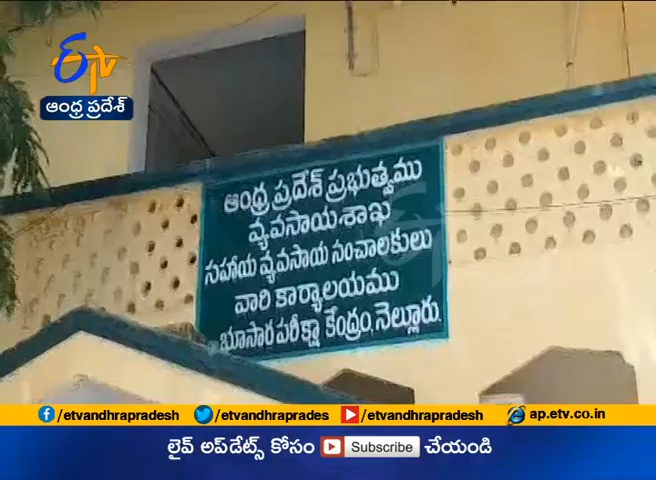 etv
ఆంధ్ర ప్రదేశ్
ఆంధ్ర ప్రదేశ్ ప్రభుత్వము
వ్యవసాయశాఖ
సహాయ వ్యవసాయ సంచాలకులు
వారి కార్యాలయము
భూసార పరీక్షా కేంద్రం, నెల్లూరు.
/etvandhrapradesh /etvandhraprades /etvandhrapradesh ap.etv.co.in
లైవ్ అప్‌డేట్స్ కోసం Subscribe చేయండి